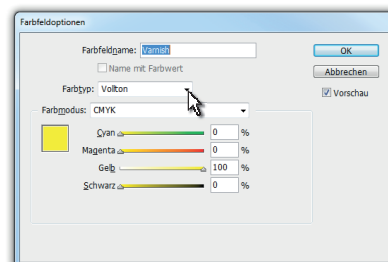 Farbfeldoptionen
Farbfeldname: Varnish
OK
Name mit Farbwert
Abbrechen
Farbtyp: Vollton
Vorschau
Farbmodus: CMYK
Cyan 0 %
Magenta 0 %
Gelb 100 %
Schwarz 0 %